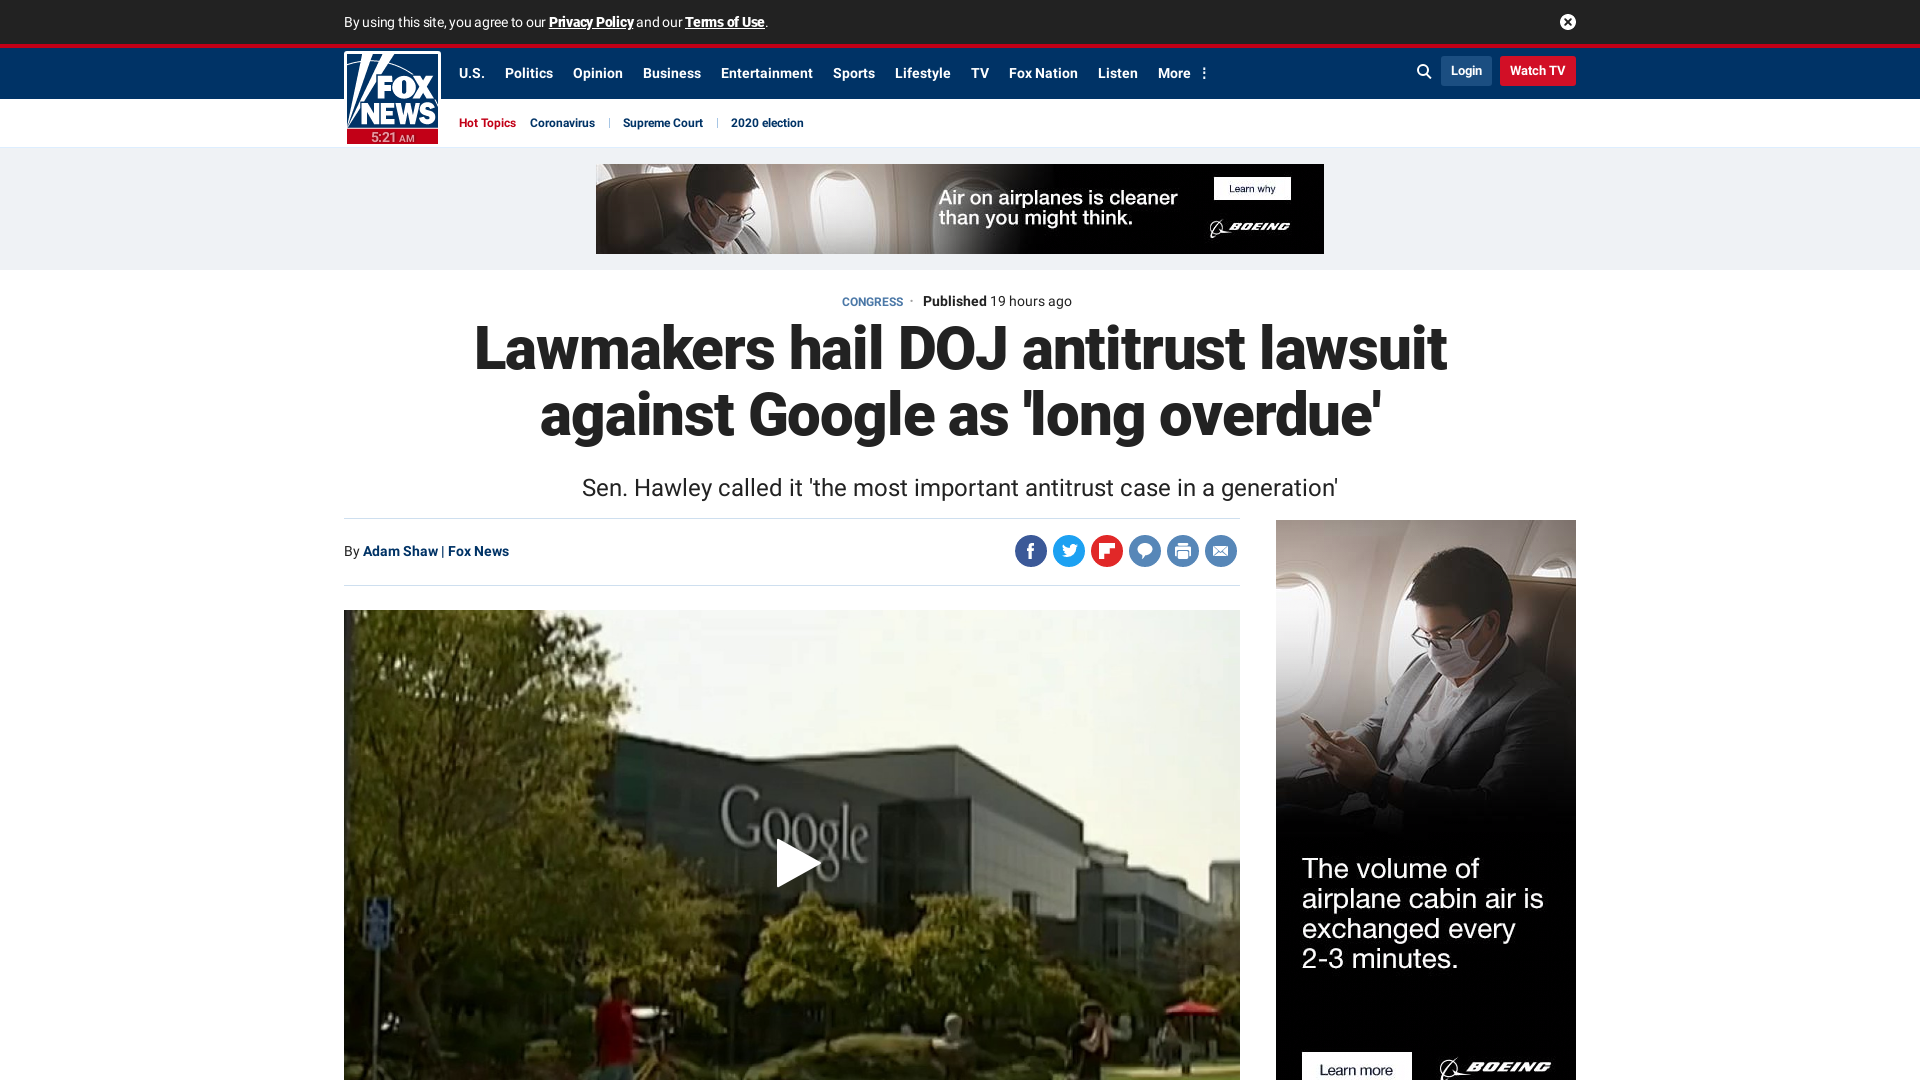 By using this site, you agree to our Privacy Policy and our Terms of Use.
FOX
NEWS
5:21 AM
U.S. Politics Opinion Business Entertainment Sports Lifestyle TV Fox Nation Listen More
Login
Watch TV
Hot Topics Coronavirus Supreme Court 2020 election
Air on airplanes is cleaner
than you might think.
Learn why
BOEING
CONGRESS · Published 19 hours ago
Lawmakers hail DOJ antitrust lawsuit
against Google as 'long overdue'
Sen. Hawley called it 'the most important antitrust case in a generation'
By Adam Shaw | Fox News
Google
The volume of
airplane cabin air is
exchanged every
2-3 minutes.
Learn more
BOEING